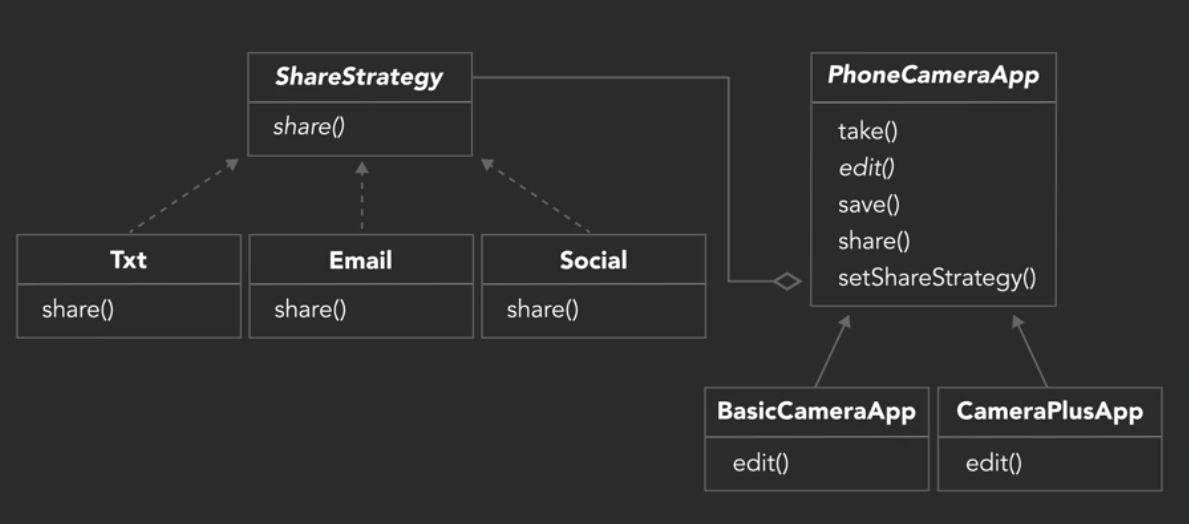 ShareStrategy
share()
Txt
share()
Email
share()
Social
share()
PhoneCameraApp
take()
edit()
save()
share()
setShareStrategy()
BasicCameraApp
edit()
CameraPlusApp
edit()